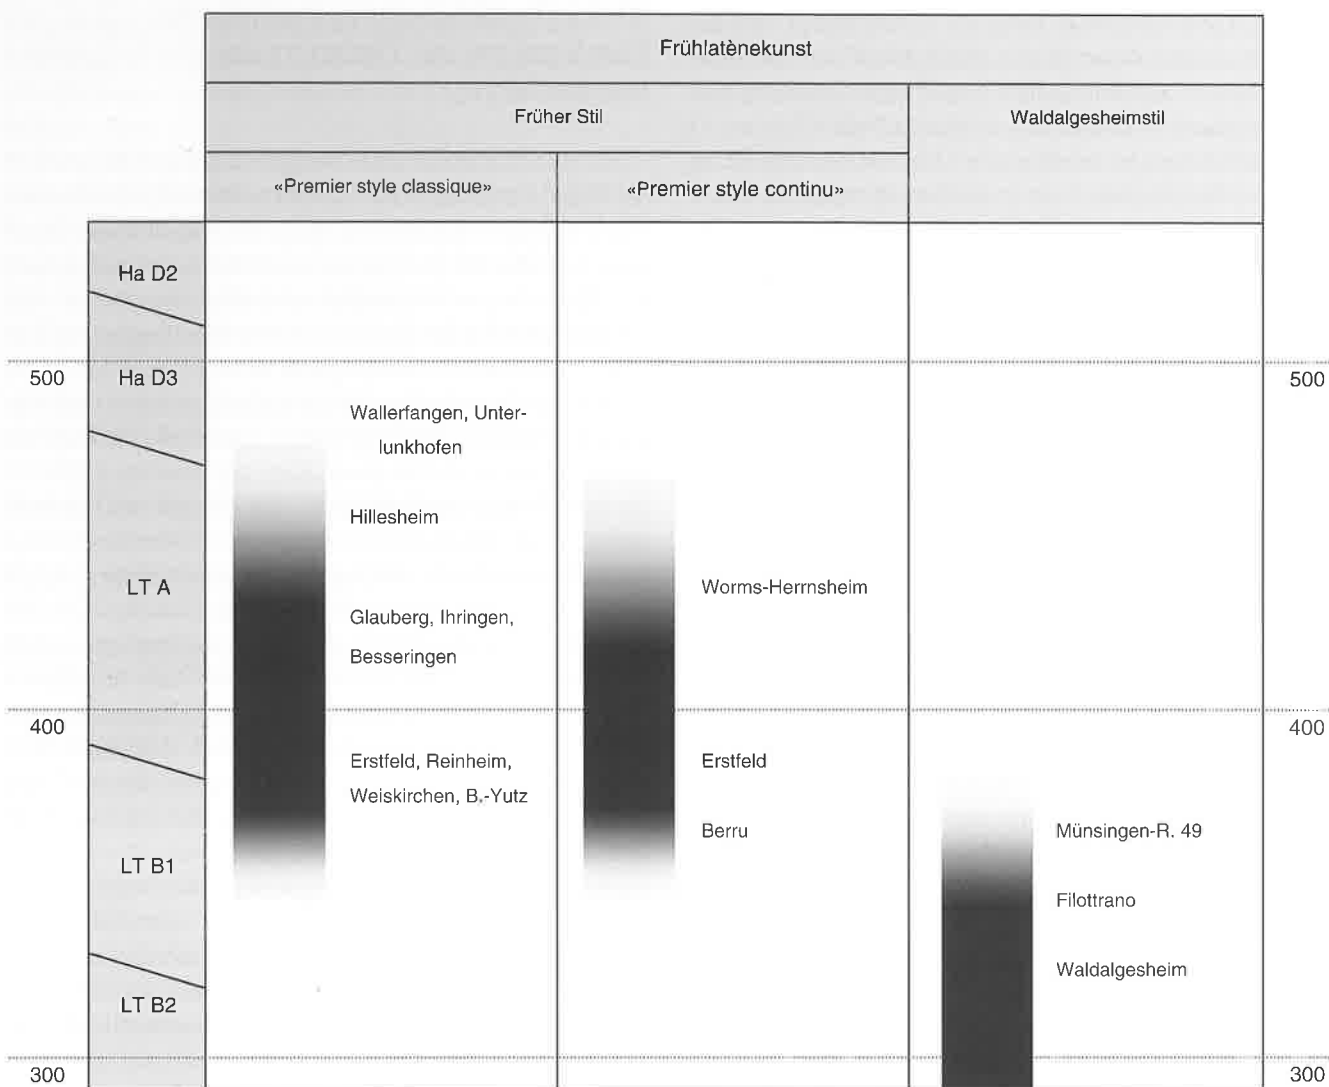 Frühlatènekunst
Früher Stil
Waldalgesheimstil
«Premier style classique»
«Premier style continu»
Ha D2
500
Ha D3
500
Wallerfangen, Unter-
lunkhofen
Hillesheim
LT A
Worms-Herrnsheim
Glauberg, Ihringen,
Besseringen
400
400
Erstfeld, Reinheim,
Erstfeld
Weiskirchen, B.-Yutz
Berru
Münsingen-R. 49
LT B1
Filottrano
Waldalgesheim
LT B2
300
300